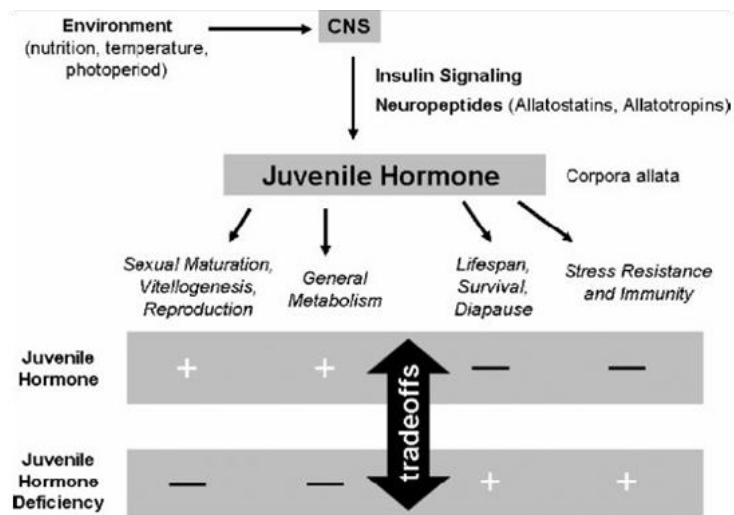 Environment
(nutrition, temperature,
photoperiod)
CNS
Insulin Signaling
Neuropeptides (Allatostatins, Allatotropins)
Juvenile Hormone
Corpora allata
Sexual Maturation,
Vitellogenesis,
Reproduction
General
Metabolism
Lifespan,
Survival,
Diapause
Stress Resistance
and Immunity
Juvenile
Hormone
+
+
—
—
tradeoffs
Juvenile
Hormone
Deficiency
—
—
+
+